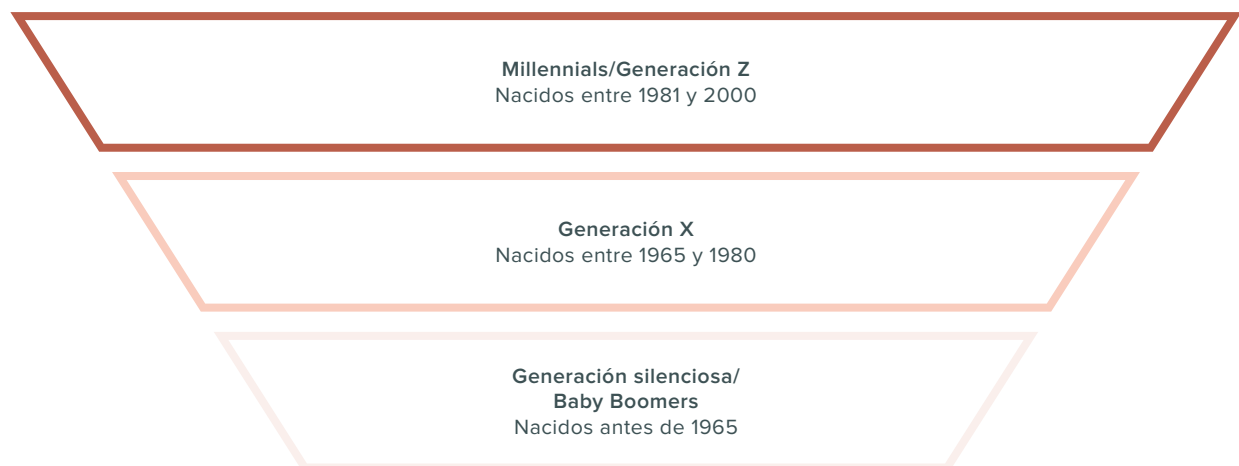 Millennials/Generación Z
Nacidos entre 1981 y 2000
Generación X
Nacidos entre 1965 y 1980
Generación silenciosa/
Baby Boomers
Nacidos antes de 1965